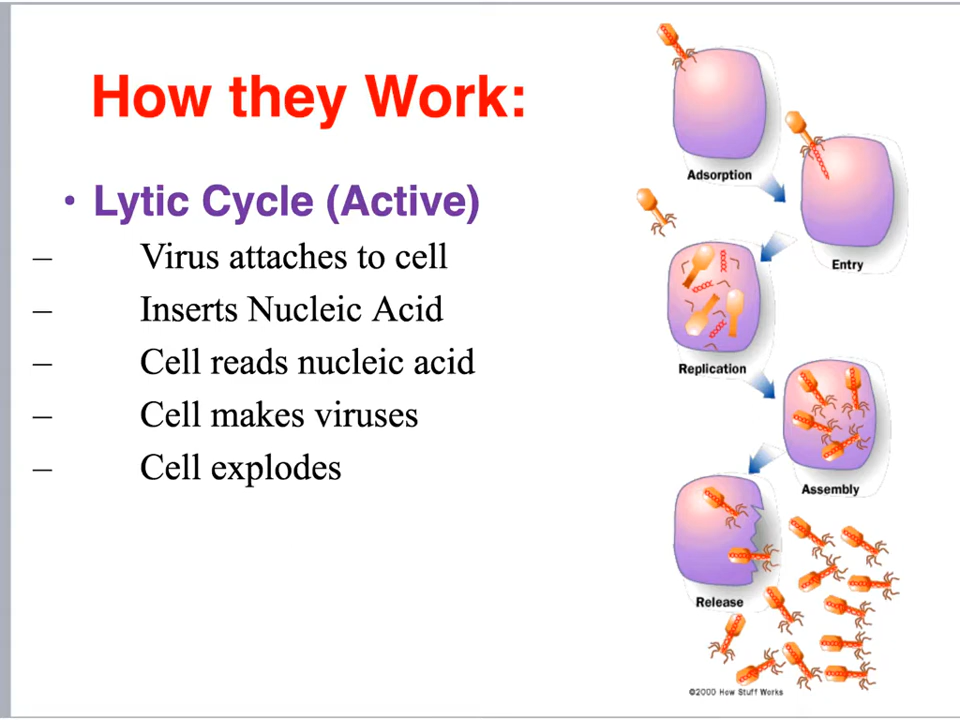 How they Work:
• Lytic Cycle (Active)
– Virus attaches to cell
– Inserts Nucleic Acid
– Cell reads nucleic acid
– Cell makes viruses
– Cell explodes
Adsorption
Entry
Replication
Assembly
Release
©2000 How Stuff Works